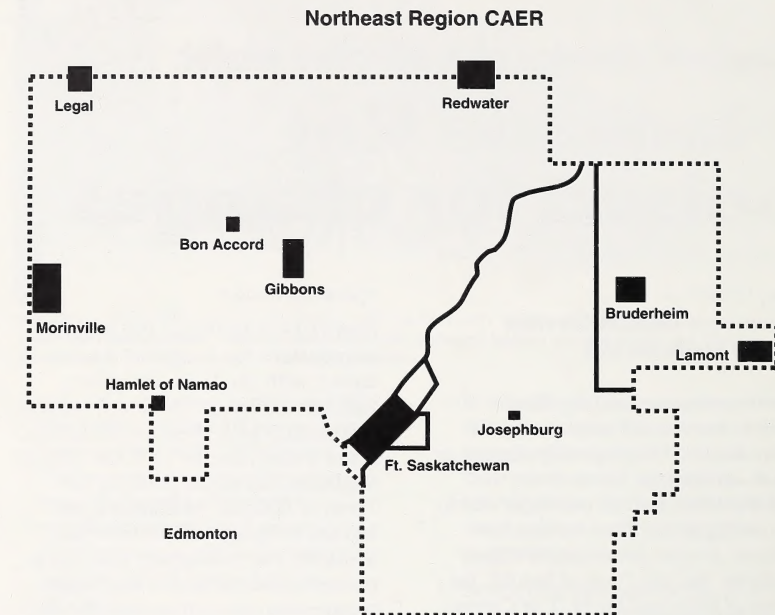 Northeast Region CAER
Legal
Redwater
Bon Accord
Gibbons
Bruderheim
Morinville
Lamont
Hamlet of Namao
Josephburg
Ft. Saskatchewan
Edmonton